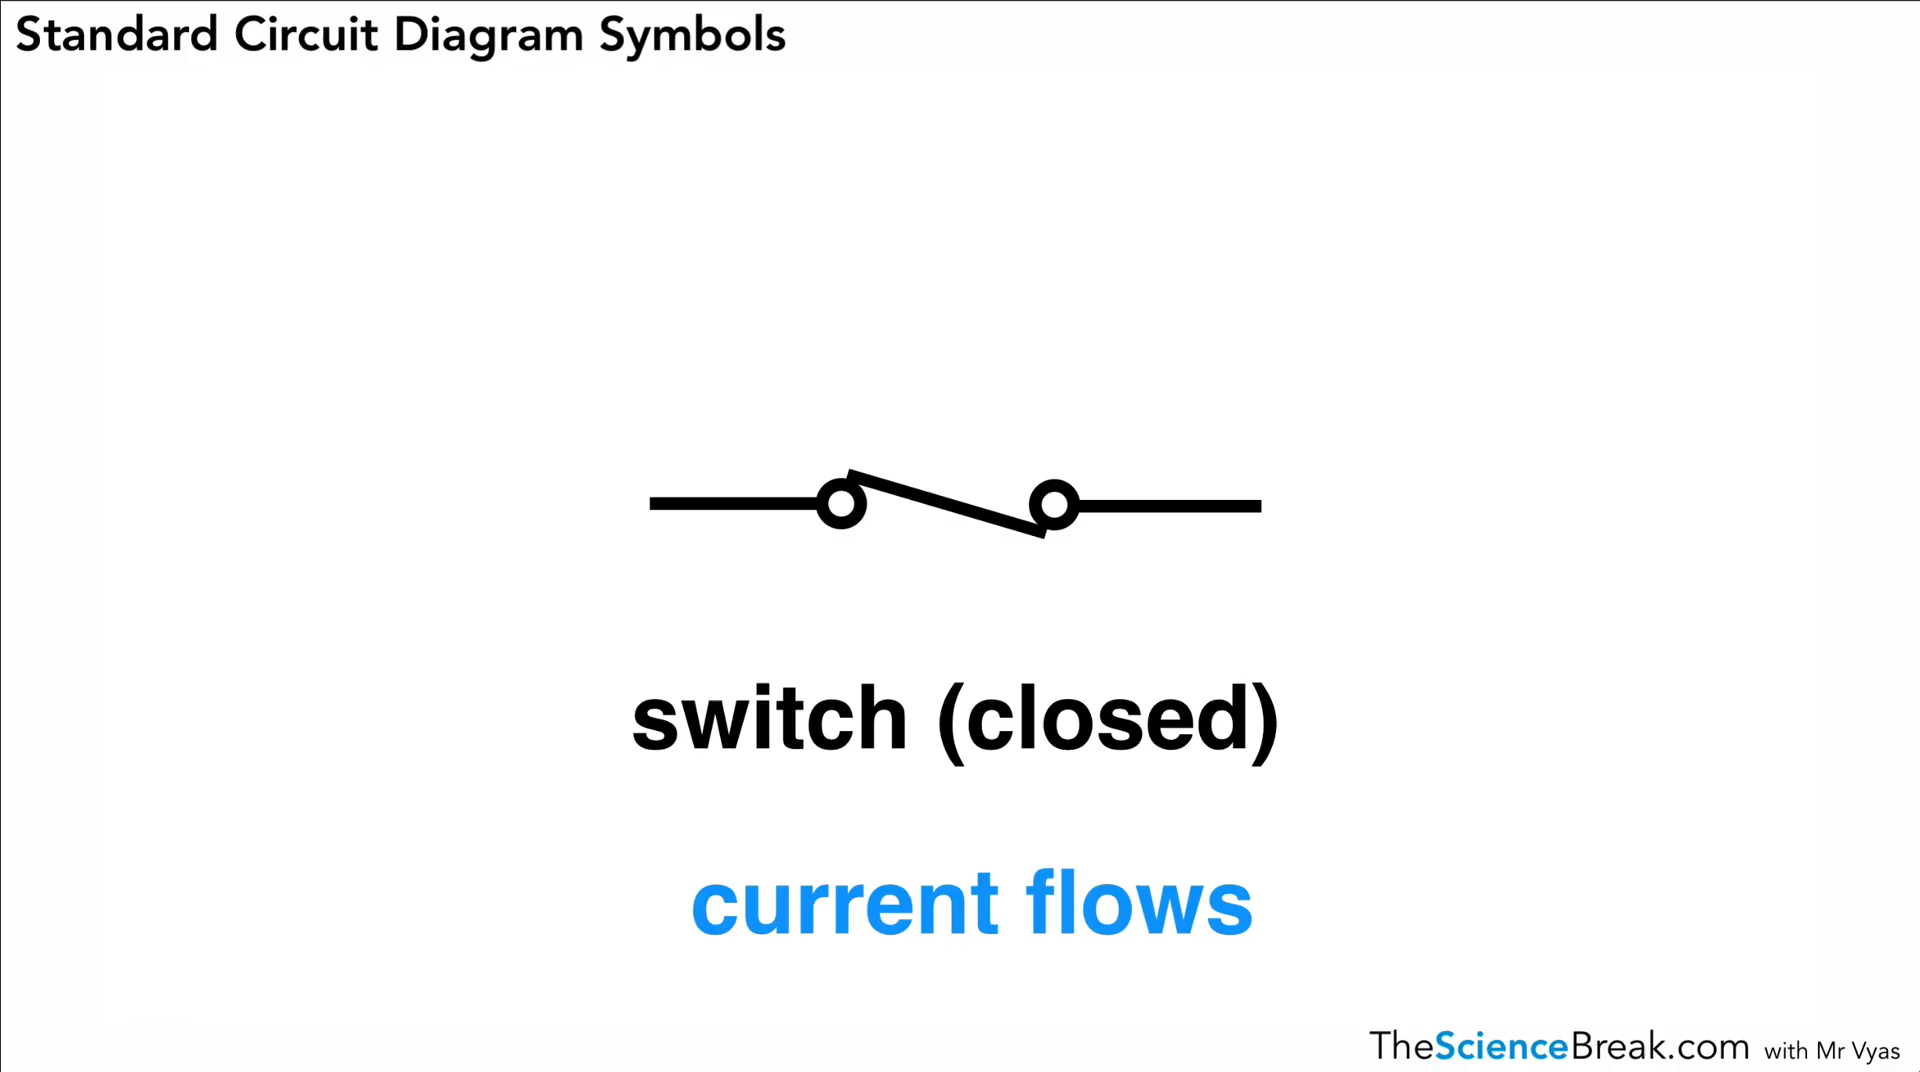 Standard Circuit Diagram Symbols
switch (closed)
current flows
TheScienceBreak.com with Mr Vyas